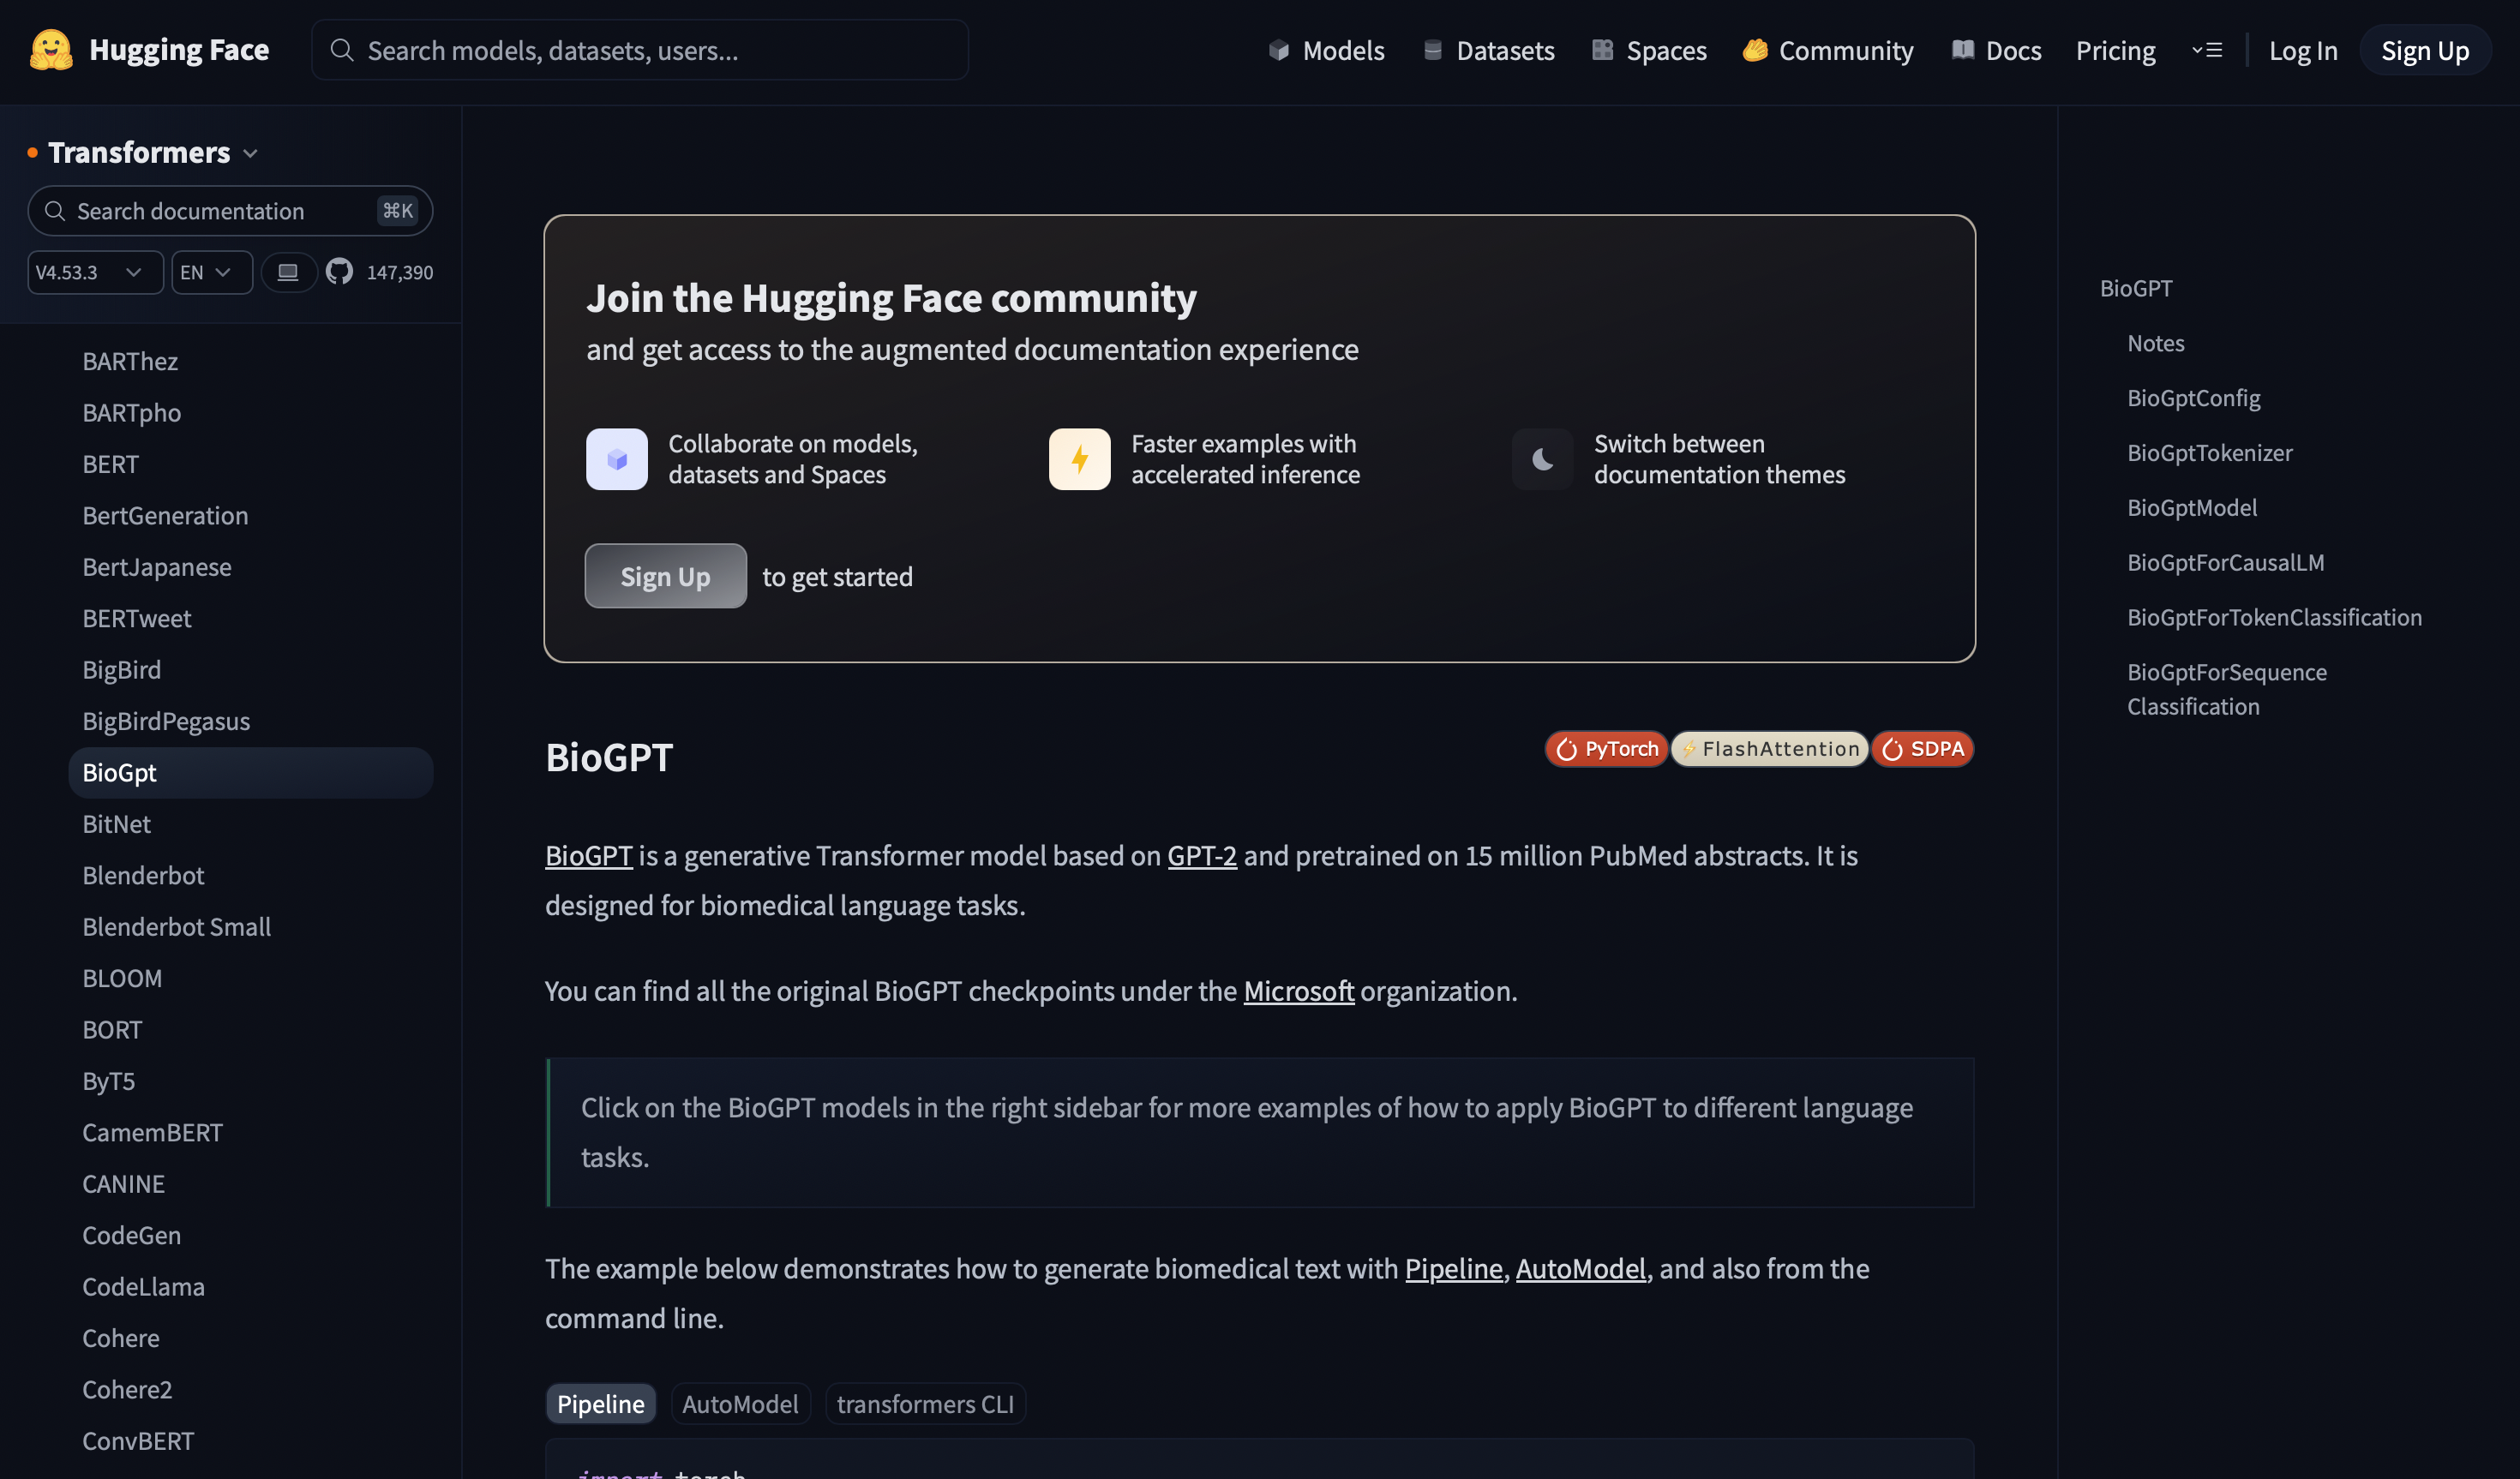 Hugging Face
Search models, datasets, users...
Models
Datasets
Spaces
Community
Docs
Pricing
Log In
Sign Up
Transformers
Search documentation
⌘K
V4.53.3
EN
147,390
BARThez
BARTpho
BERT
BertGeneration
BertJapanese
BERTweet
BigBird
BigBirdPegasus
BioGpt
BitNet
Blenderbot
Blenderbot Small
BLOOM
BORT
ByT5
CamemBERT
CANINE
CodeGen
CodeLlama
Cohere
Cohere2
ConvBERT
Join the Hugging Face community
and get access to the augmented documentation experience
Collaborate on models,
datasets and Spaces
Faster examples with
accelerated inference
Switch between
documentation themes
Sign Up to get started
BioGPT
PyTorch
FlashAttention
SDPA
BioGPT is a generative Transformer model based on GPT-2 and pretrained on 15 million PubMed abstracts. It is
designed for biomedical language tasks.
You can find all the original BioGPT checkpoints under the Microsoft organization.
Click on the BioGPT models in the right sidebar for more examples of how to apply BioGPT to different language
tasks.
The example below demonstrates how to generate biomedical text with Pipeline, AutoModel, and also from the
command line.
Pipeline
AutoModel
transformers CLI
import torch
BioGPT
Notes
BioGptConfig
BioGptTokenizer
BioGptModel
BioGptForCausalLM
BioGptForTokenClassification
BioGptForSequence
Classification